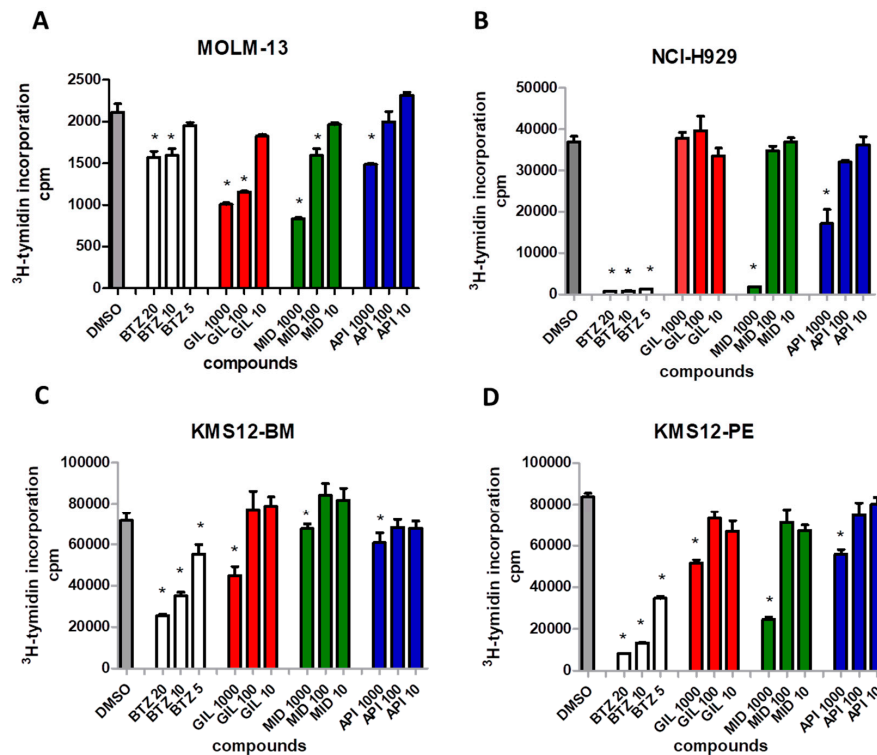 A
MOLM-13
³H-tymidin incorporation
cpm
2500
2000
1500
1000
500
0
* * * * * * *
DMSO
BTZ 20
BTZ 10
BTZ 5
GIL 1000
GIL 100
GIL 10
MID 1000
MID 100
MID 10
API 1000
API 100
API 10
compounds
B
NCI-H929
³H-tymidin incorporation
cpm
50000
40000
30000
20000
10000
0
* * * * *
DMSO
BTZ 20
BTZ 10
BTZ 5
GIL 1000
GIL 100
GIL 10
MID 1000
MID 100
MID 10
API 1000
API 100
API 10
compounds
C
KMS12-BM
³H-tymidin incorporation
cpm
100000
80000
60000
40000
20000
0
* * * * * *
DMSO
BTZ 20
BTZ 10
BTZ 5
GIL 1000
GIL 100
GIL 10
MID 1000
MID 100
MID 10
API 1000
API 100
API 10
compounds
D
KMS12-PE
³H-tymidin incorporation
cpm
100000
80000
60000
40000
20000
0
* * * * * *
DMSO
BTZ 20
BTZ 10
BTZ 5
GIL 1000
GIL 100
GIL 10
MID 1000
MID 100
MID 10
API 1000
API 100
API 10
compounds